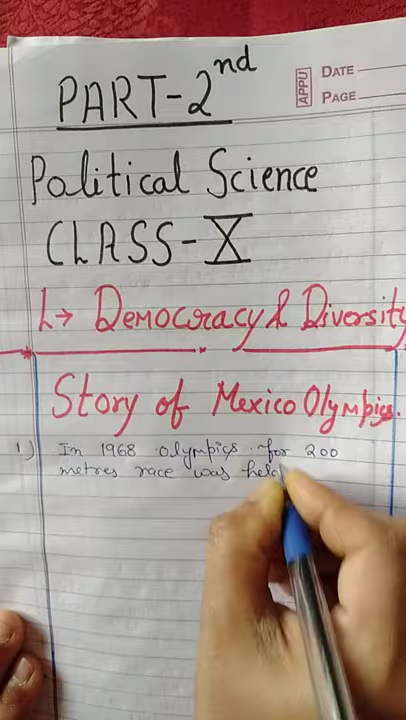 PART-2nd
APPU
DATE
PAGE
Political Science
CLASS-X
L→ Democracy & Diversity
Story of Mexico Olympics.
1) In 1968 Olympics for 200
metres race was held